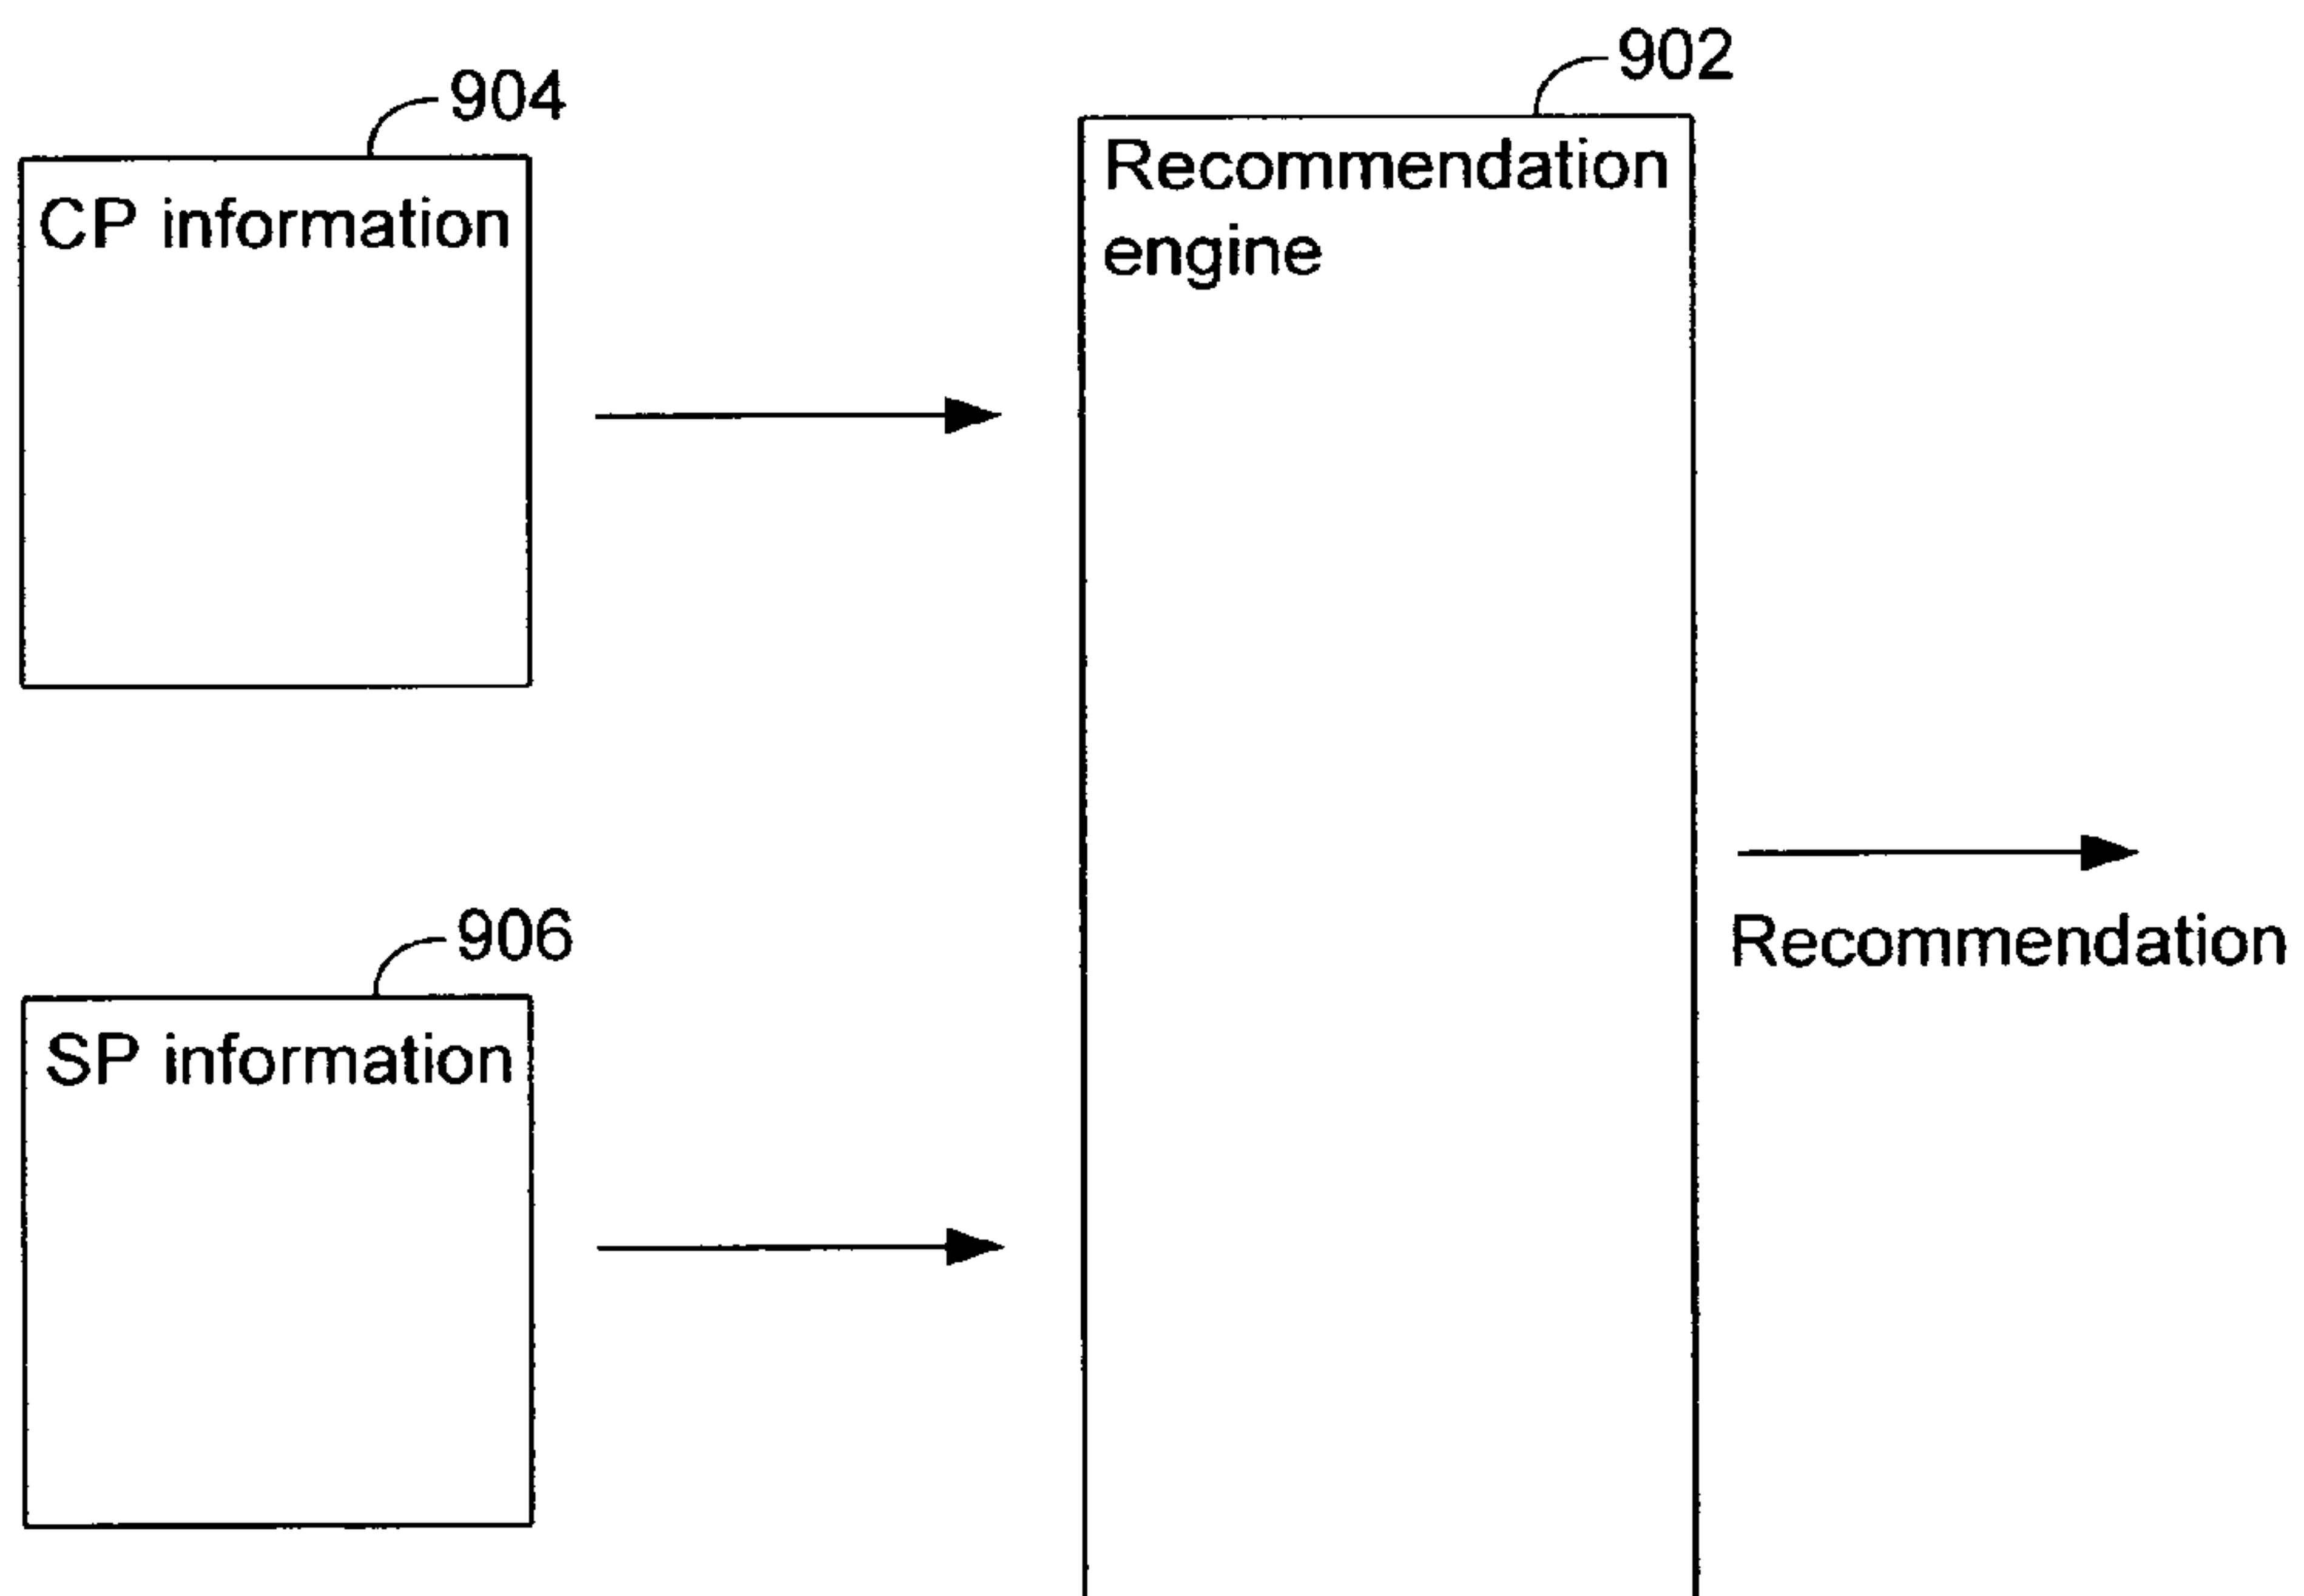 904
CP information
902
Recommendation
engine
Recommendation
906
SP information